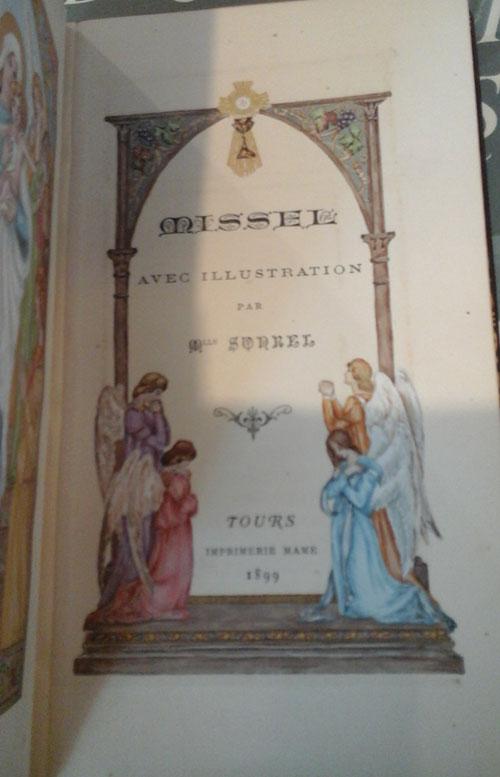 MISSEL
AVEC ILLUSTRATION
PAR
Mlle SONREL
TOURS
IMPRIMERIE MAME
1899